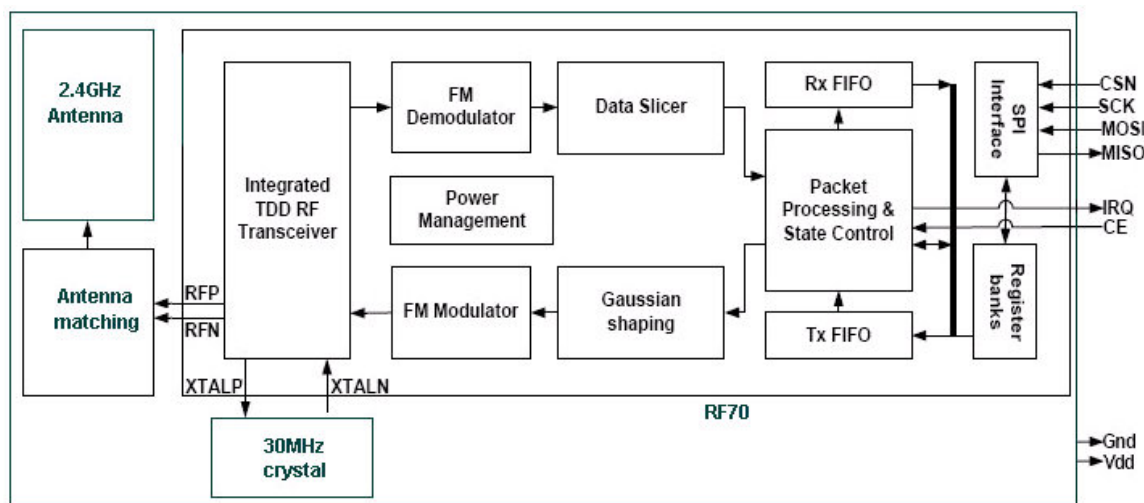 2.4GHz
Antenna
Antenna
matching
RFP
RFN
Integrated
TDD RF
Transceiver
XTALP
XTALN
30MHz
crystal
FM
Demodulator
Data Slicer
Power
Management
FM Modulator
Gaussian
shaping
Rx FIFO
Packet
Processing &
State Control
Tx FIFO
SPI
Interface
Register
banks
CSN
SCK
MOSI
MISO
IRQ
CE
RF70
Gnd
Vdd